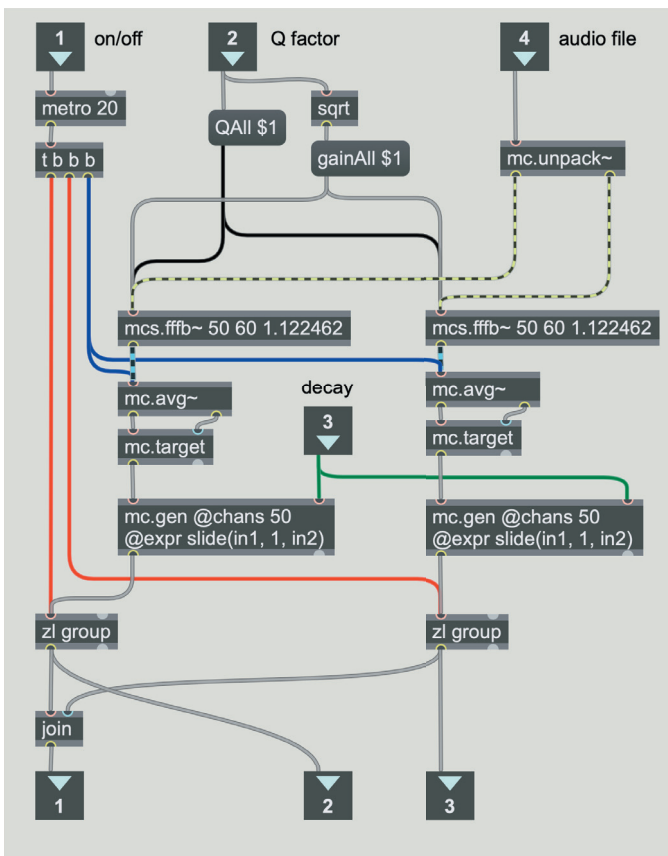 1 on/off
2 Q factor
4 audio file
metro 20
sqrt
QAll $1
t b b b
gainAll $1
mc.unpack~
mcs.fffb~ 50 60 1.122462
mcs.fffb~ 50 60 1.122462
mc.avg~
mc.avg~
decay
3
mc.target
mc.target
mc.gen @chans 50
@expr slide(in1, 1, in2)
mc.gen @chans 50
@expr slide(in1, 1, in2)
zl group
zl group
join
1
2
3